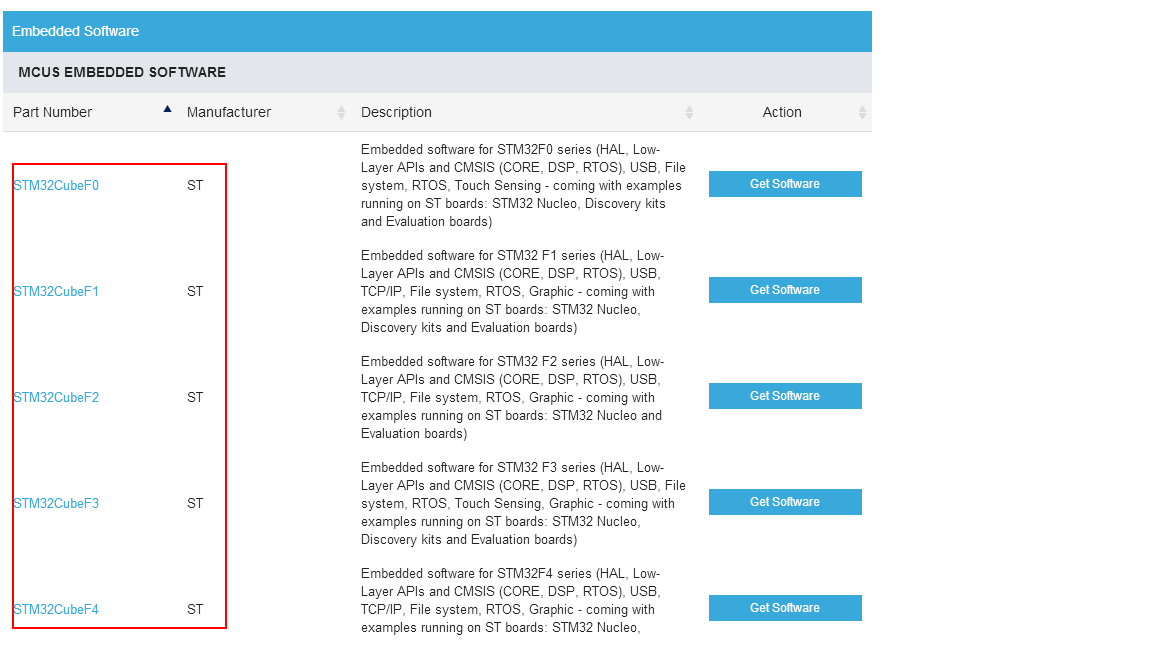 Embedded Software
MCUS EMBEDDED SOFTWARE
Part Number Manufacturer Description Action
STM32CubeF0 ST
Embedded software for STM32F0 series (HAL, Low-
Layer APIs and CMSIS (CORE, DSP, RTOS), USB, File
system, RTOS, Touch Sensing - coming with examples
running on ST boards: STM32 Nucleo, Discovery kits
and Evaluation boards)
Get Software
STM32CubeF1 ST
Embedded software for STM32 F1 series (HAL, Low-
Layer APIs and CMSIS (CORE, DSP, RTOS), USB,
TCP/IP, File system, RTOS, Graphic - coming with
examples running on ST boards: STM32 Nucleo,
Discovery kits and Evaluation boards)
Get Software
STM32CubeF2 ST
Embedded software for STM32 F2 series (HAL, Low-
Layer APIs and CMSIS (CORE, DSP, RTOS), USB,
TCP/IP, File system, RTOS, Graphic - coming with
examples running on ST boards: STM32 Nucleo and
Evaluation boards)
Get Software
STM32CubeF3 ST
Embedded software for STM32 F3 series (HAL, Low-
Layer APIs and CMSIS (CORE, DSP, RTOS), USB, File
system, RTOS, Touch Sensing, Graphic - coming with
examples running on ST boards: STM32 Nucleo,
Discovery kits and Evaluation boards)
Get Software
STM32CubeF4 ST
Embedded software for STM32F4 series (HAL, Low-
Layer APIs and CMSIS (CORE, DSP, RTOS), USB,
TCP/IP, File system, RTOS, Graphic - coming with
examples running on ST boards: STM32 Nucleo,
Get Software